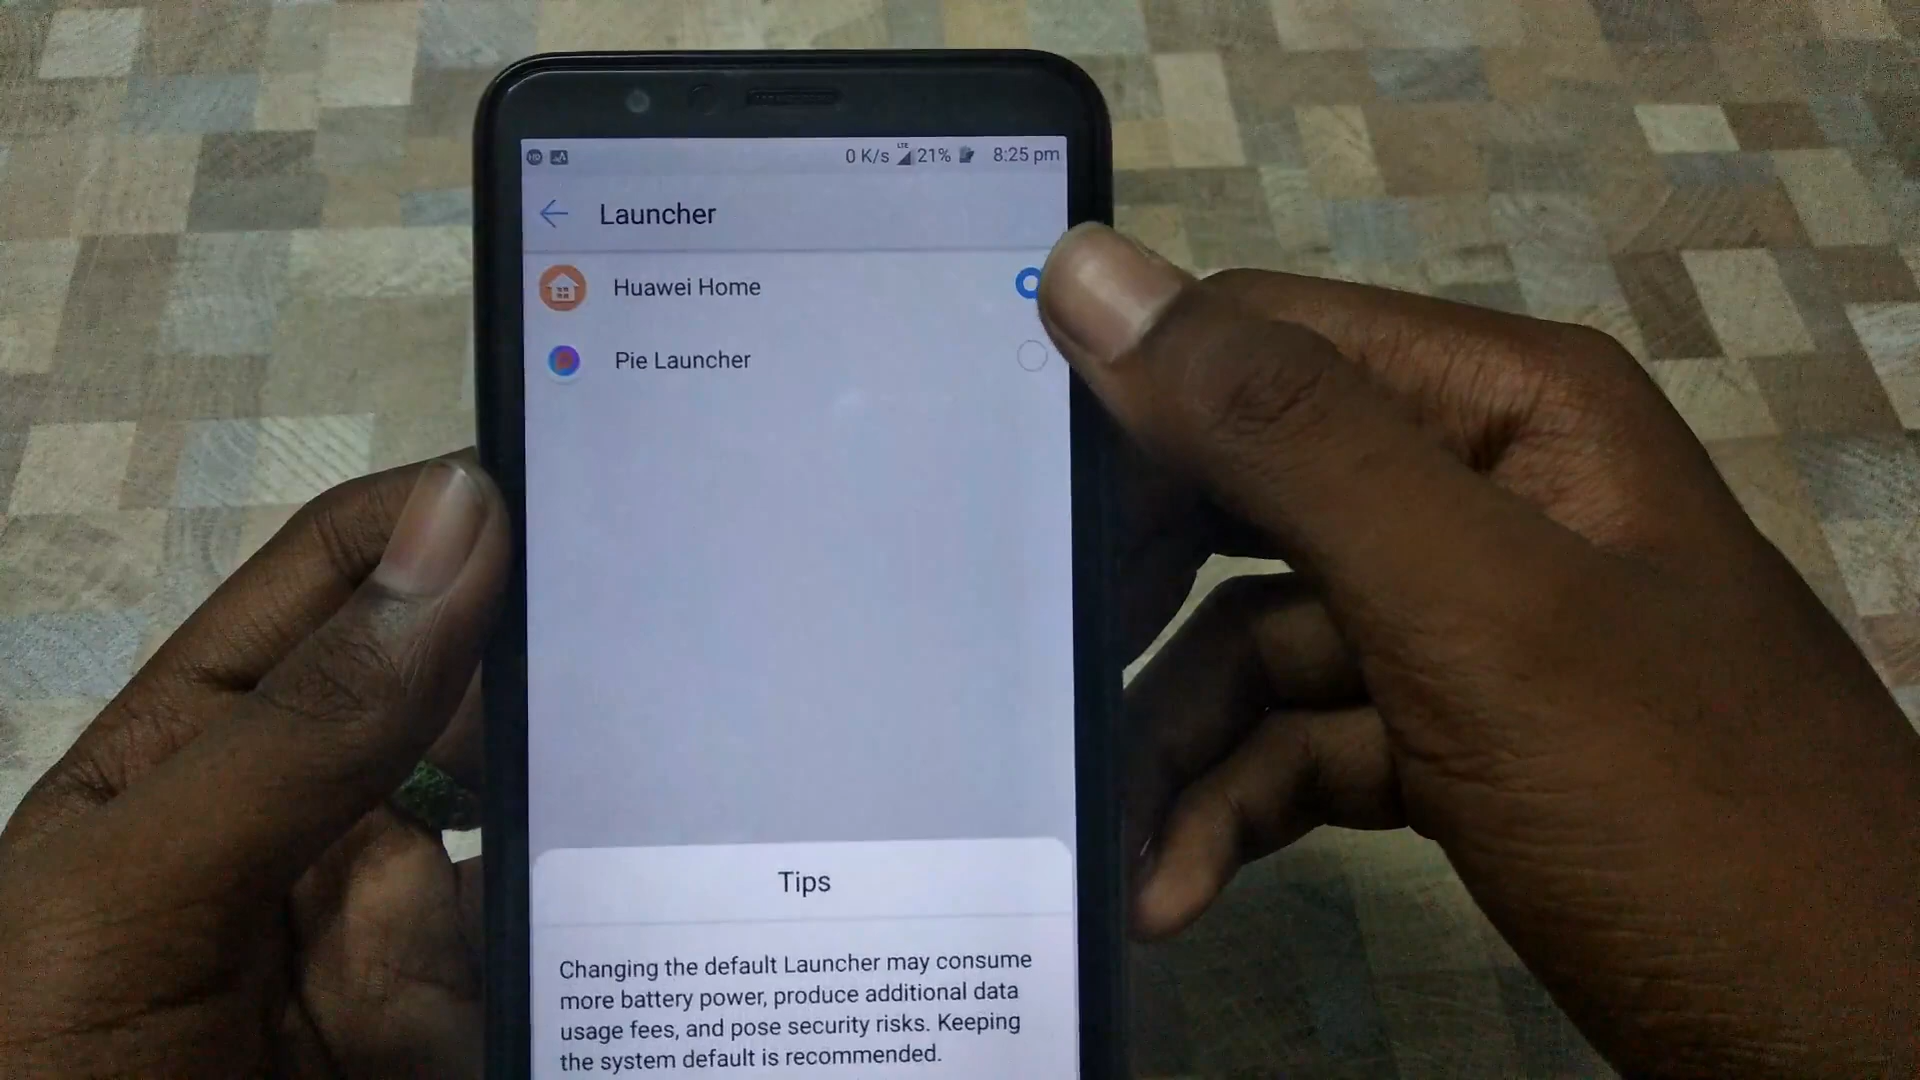 HD 0 K/s LTE 21% 8:25 pm
Launcher
Huawei Home
Pie Launcher
Tips
Changing the default Launcher may consume
more battery power, produce additional data
usage fees, and pose security risks. Keeping
the system default is recommended.